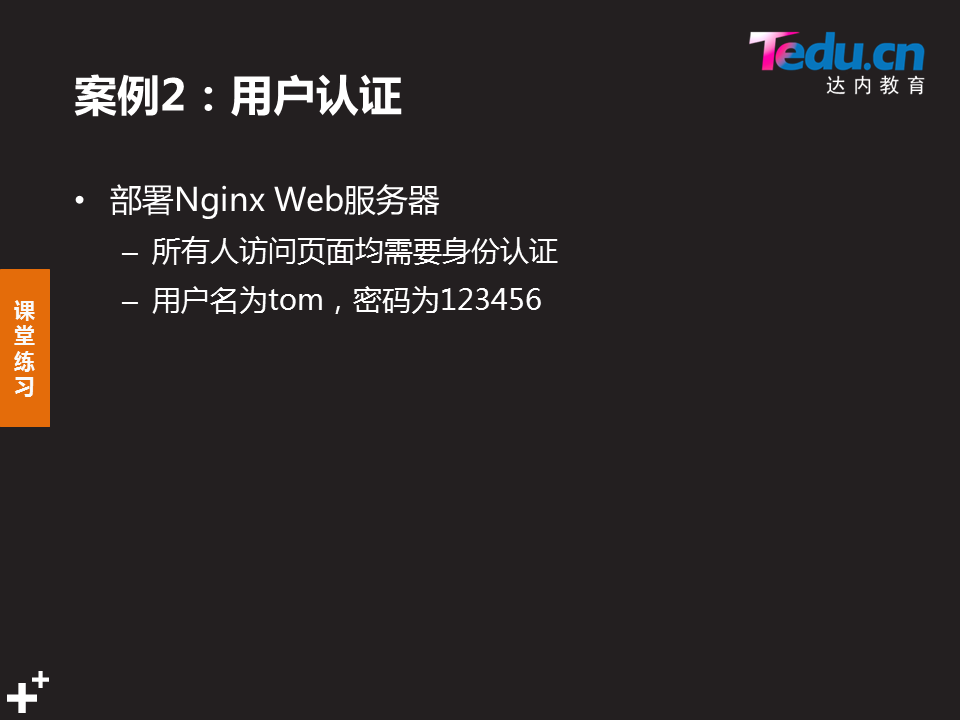 Tedu.cn
达内教育
案例2：用户认证
• 部署Nginx Web服务器
– 所有人访问页面均需要身份认证
– 用户名为tom，密码为123456
课
堂
练
习